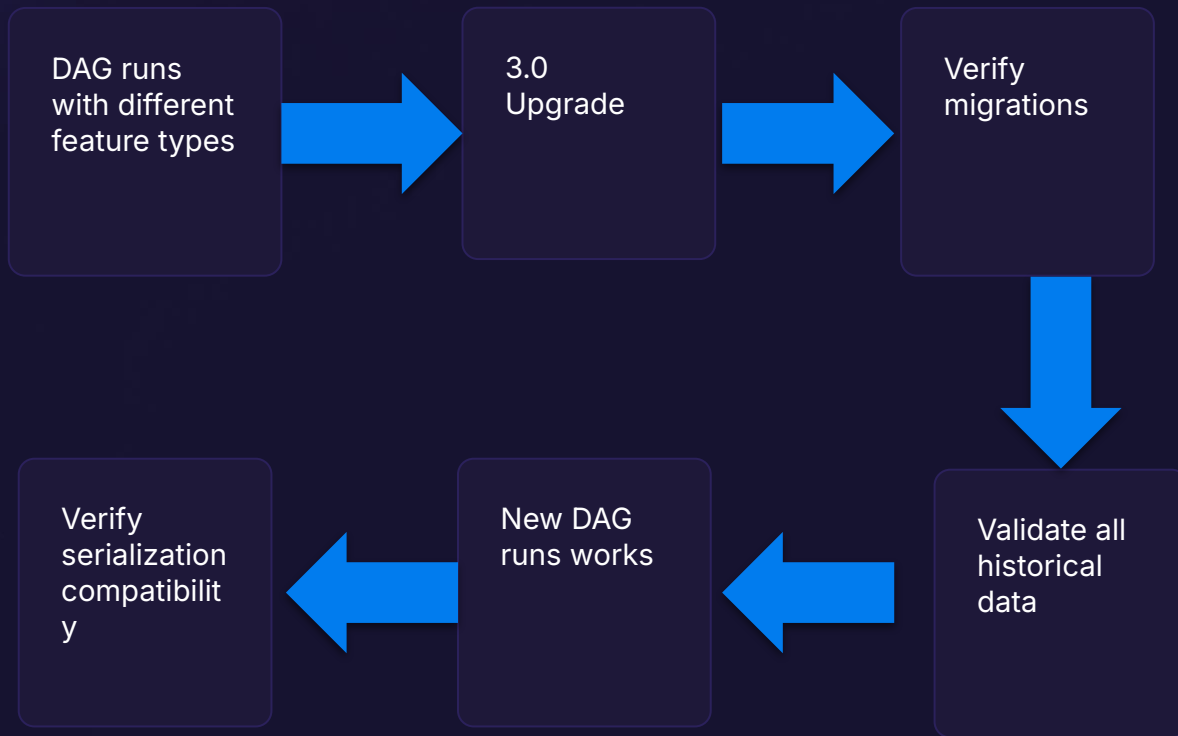 DAG runs
with different
feature types
3.0
Upgrade
Verify
migrations
Validate all
historical
data
New DAG
runs works
Verify
serialization
compatibilit
y